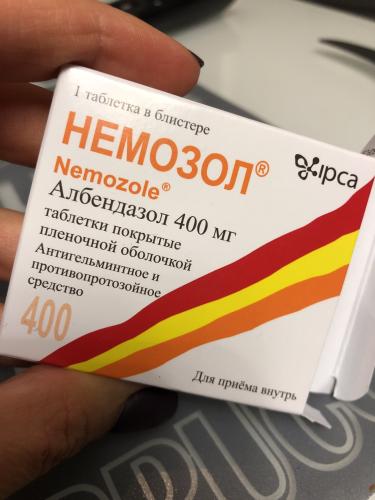 1 таблетка в блистере
НЕМОЗОЛ®
Nemozole®
ipca
Албендазол 400 мг
таблетки покрытые
пленочной оболочкой
Антигельминтное и
противопротозойное
средство
400
Для приёма внутрь